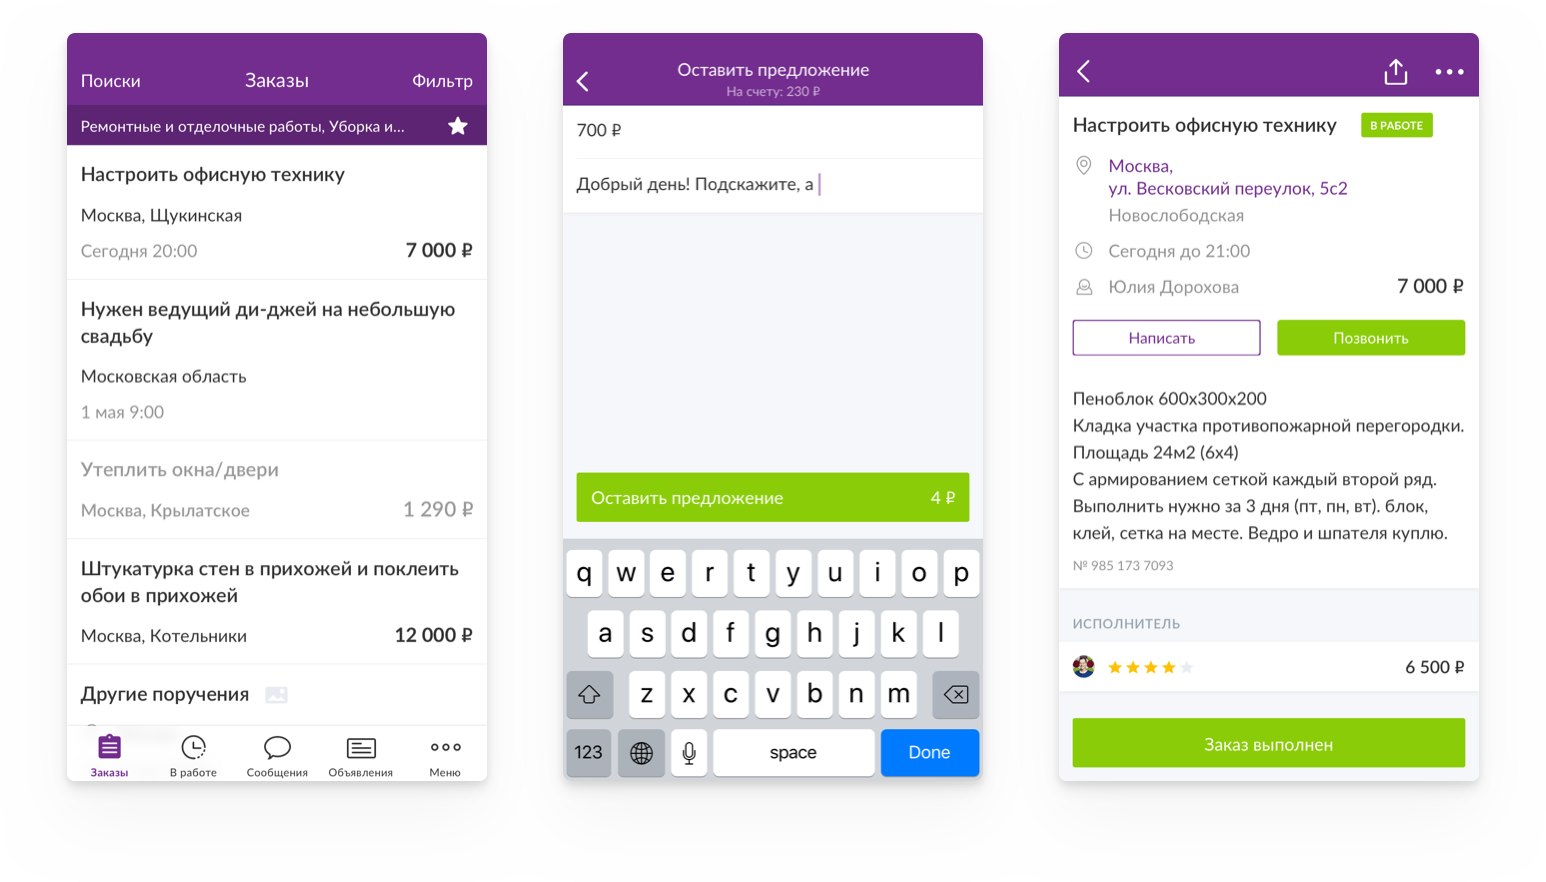 Поиски
Заказы
Фильтр
Ремонтные и отделочные работы, Уборка и...
Настроить офисную технику
Москва, Щукинская
Сегодня 20:00
7 000 ₽
Нужен ведущий ди-джей на небольшую
свадьбу
Московская область
1 мая 9:00
Утеплить окна/двери
Москва, Крылатское
1 290 ₽
Штукатурка стен в прихожей и поклеить
обои в прихожей
Москва, Котельники
12 000 ₽
Другие поручения
Заказы
В работе
Сообщения
Объявления
Меню
Оставить предложение
На счету: 230 ₽
700 ₽
Добрый день! Подскажите, а
Оставить предложение
4 ₽
q w e r t y u i o p
a s d f g h j k l
z x c v b n m
123
space
Done
Настроить офисную технику
В РАБОТЕ
Москва,
ул. Весковский переулок, 5с2
Новослободская
Сегодня до 21:00
Юлия Дорохова
7 000 ₽
Написать
Позвонить
Пеноблок 600х300х200
Кладка участка противопожарной перегородки.
Площадь 24м2 (6х4)
С армированием сеткой каждый второй ряд.
Выполнить нужно за 3 дня (пт, пн, вт). блок,
клей, сетка на месте. Ведро и шпателя куплю.
№ 985 173 7093
ИСПОЛНИТЕЛЬ
6 500 ₽
Заказ выполнен